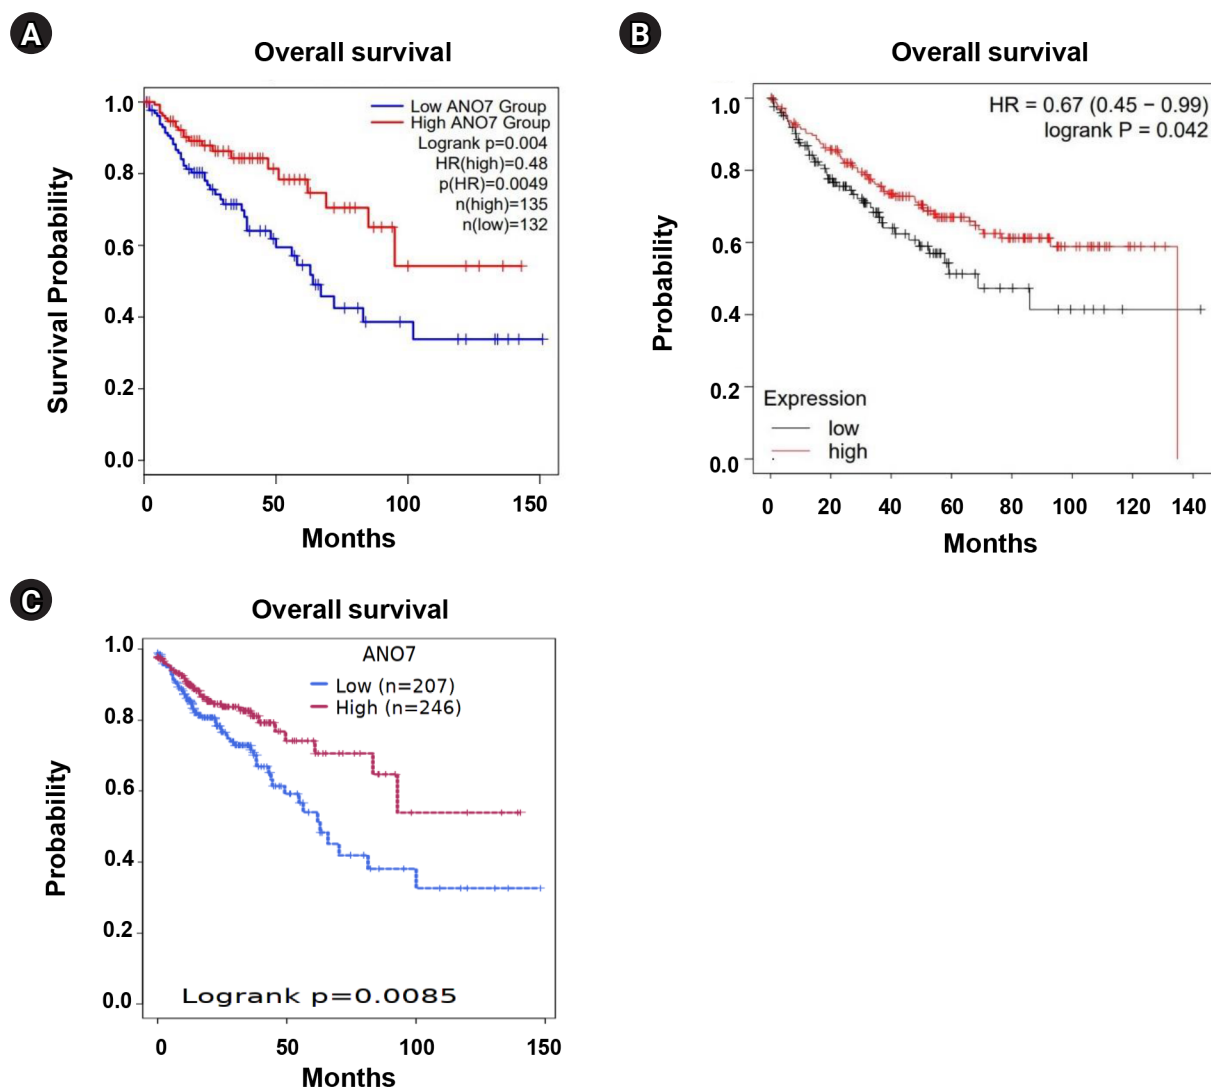 A
Overall survival
Low ANO7 Group
High ANO7 Group
Logrank p=0.004
HR(high)=0.48
p(HR)=0.0049
n(high)=135
n(low)=132
Survival Probability
1.0
0.8
0.6
0.4
0.2
0.0
0 50 100 150
Months
B
Overall survival
HR = 0.67 (0.45 − 0.99)
logrank P = 0.042
Probability
1.0
0.8
0.6
0.4
0.2
0.0
Expression
low
high
0 20 40 60 80 100 120 140
Months
C
Overall survival
ANO7
Low (n=207)
High (n=246)
Probability
1.0
0.8
0.6
0.4
0.2
0.0
Logrank p=0.0085
0 50 100 150
Months